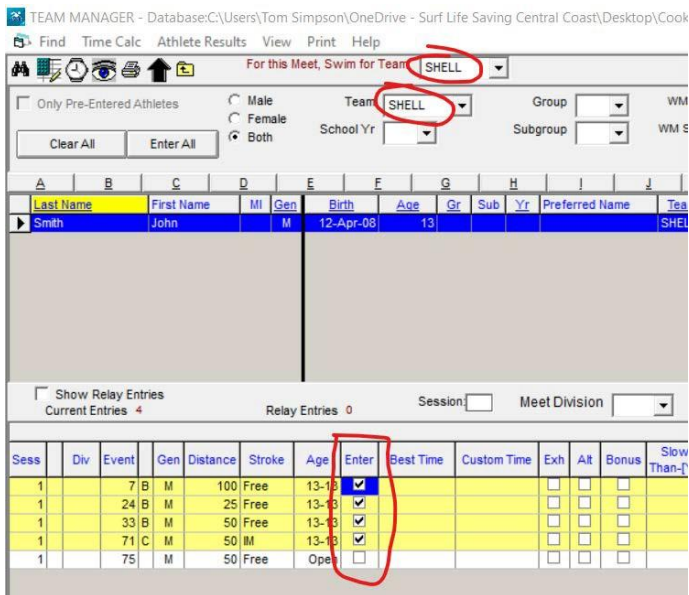 TEAM MANAGER - Database:C:\Users\Tom Simpson\OneDrive - Surf Life Saving Central Coast\Desktop\Cook
Find Time Calc Athlete Results View Print Help
For this Meet, Swim for Team SHELL
Only Pre-Entered Athletes Male Team SHELL Group WM
Female
Clear All Enter All Both School Yr Subgroup WM S
A B C D E F G H I J
Last Name First Name MI Gen Birth Age Gr Sub Yr Preferred Name Tea
Smith John M 12-Apr-08 13 SHEL
Show Relay Entries
Current Entries 4 Relay Entries 0 Session: Meet Division
Sess Div Event Gen Distance Stroke Age Enter Best Time Custom Time Exh Alt Bonus Slow
Than-[Y
1 7 B M 100 Free 13-13
1 24 B M 25 Free 13-13
1 33 B M 50 Free 13-13
1 71 C M 50 IM 13-13
1 75 M 50 Free Open